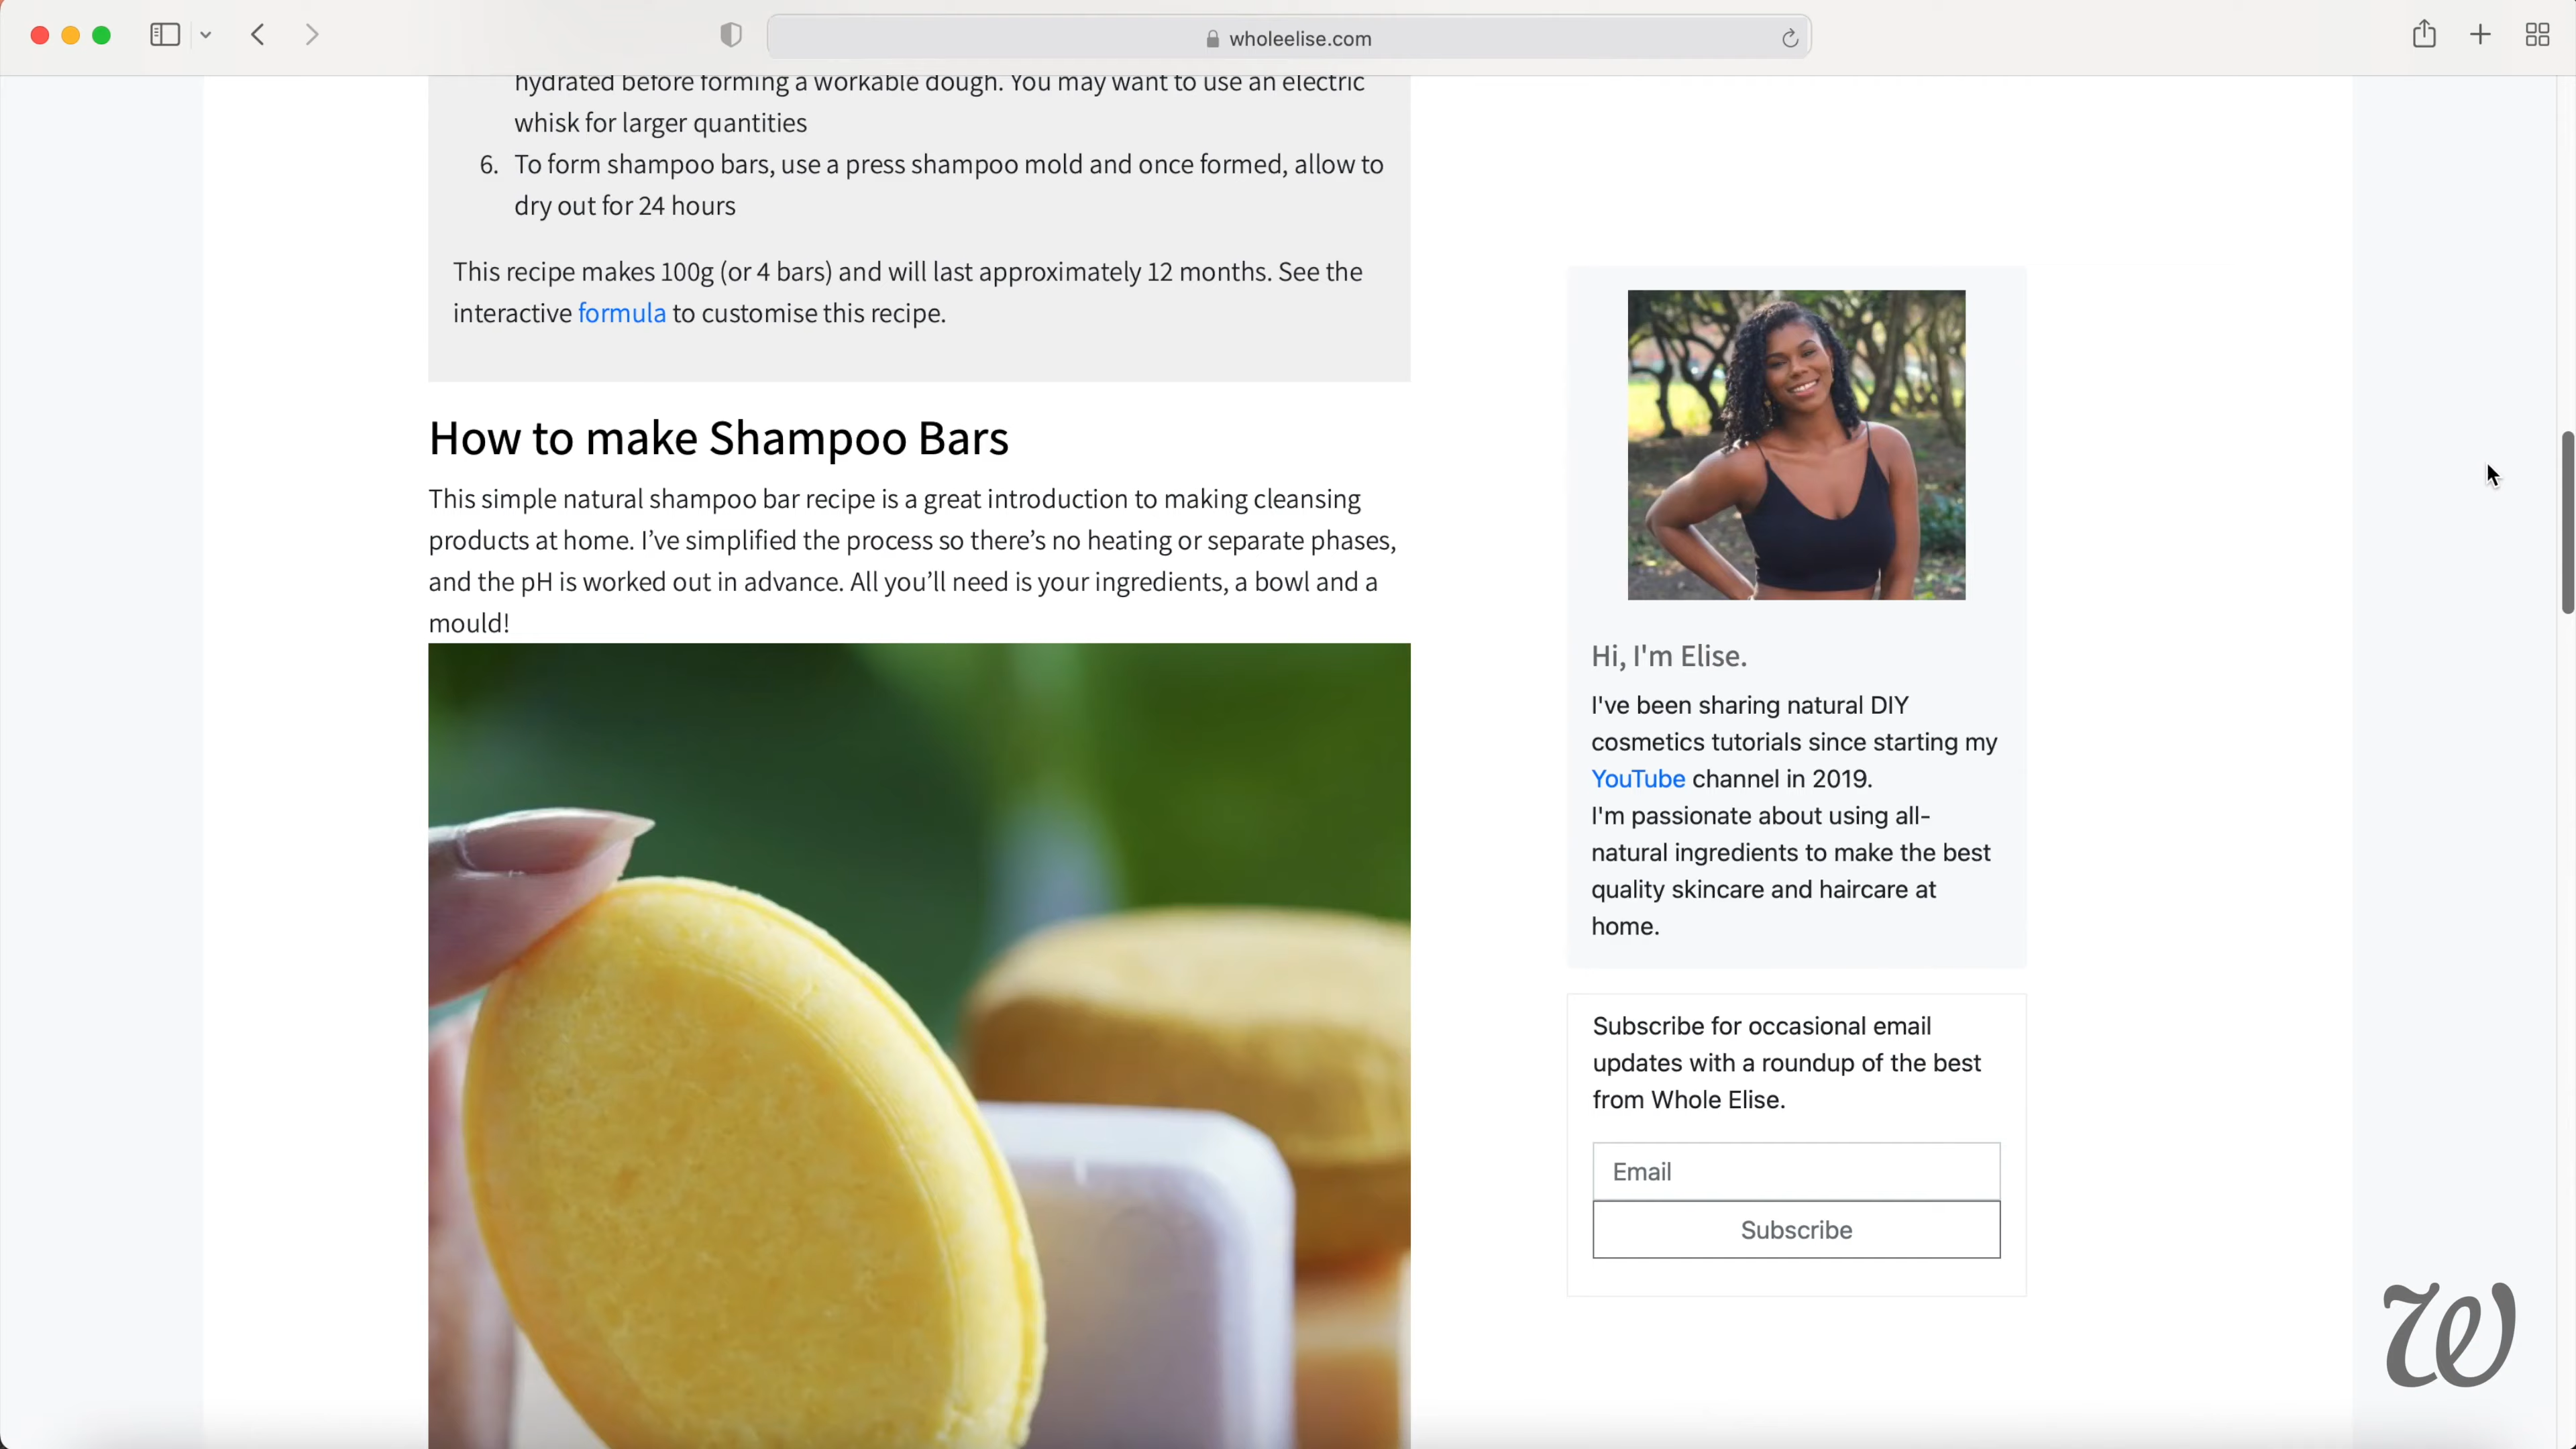 wholeelise.com
hydrated before forming a workable dough. You may want to use an electric
whisk for larger quantities
6. To form shampoo bars, use a press shampoo mold and once formed, allow to
dry out for 24 hours
This recipe makes 100g (or 4 bars) and will last approximately 12 months. See the
interactive formula to customise this recipe.
How to make Shampoo Bars
This simple natural shampoo bar recipe is a great introduction to making cleansing
products at home. I’ve simplified the process so there’s no heating or separate phases,
and the pH is worked out in advance. All you’ll need is your ingredients, a bowl and a
mould!
Hi, I'm Elise.
I've been sharing natural DIY
cosmetics tutorials since starting my
YouTube channel in 2019.
I'm passionate about using all-
natural ingredients to make the best
quality skincare and haircare at
home.
Subscribe for occasional email
updates with a roundup of the best
from Whole Elise.
Email
Subscribe
we